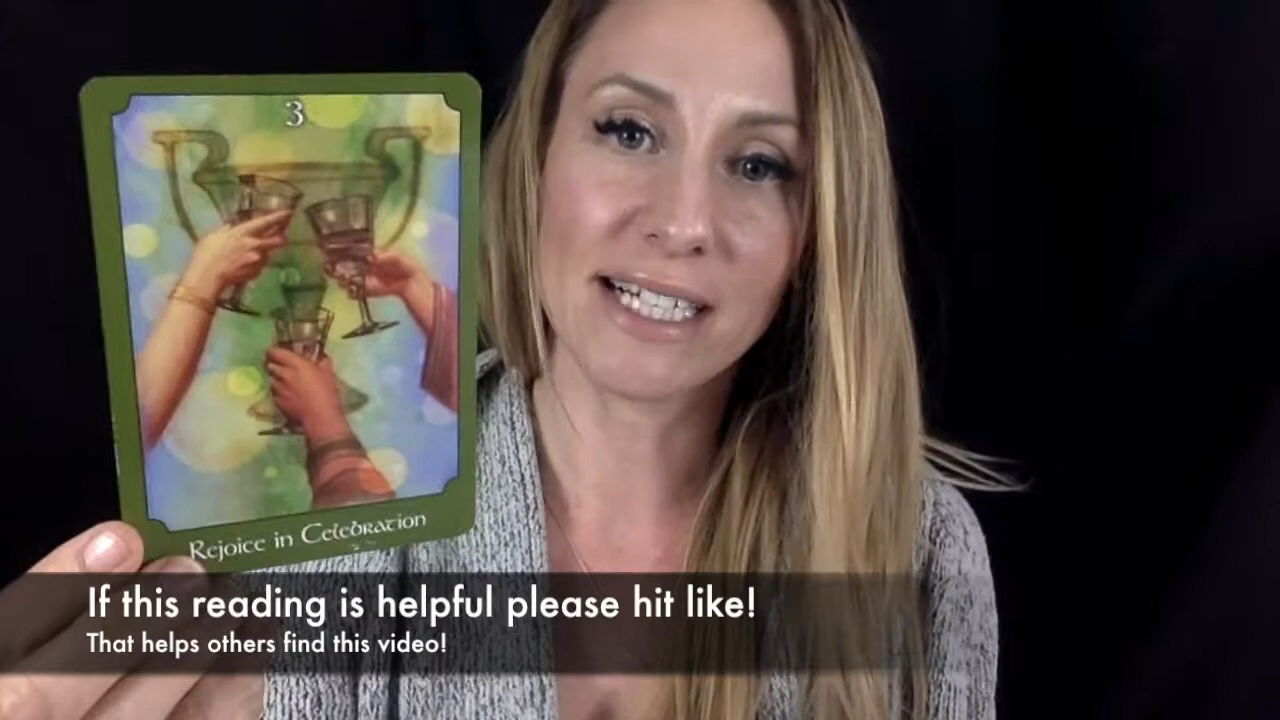 3
Rejoice in Celebration
If this reading is helpful please hit like!
That helps others find this video!